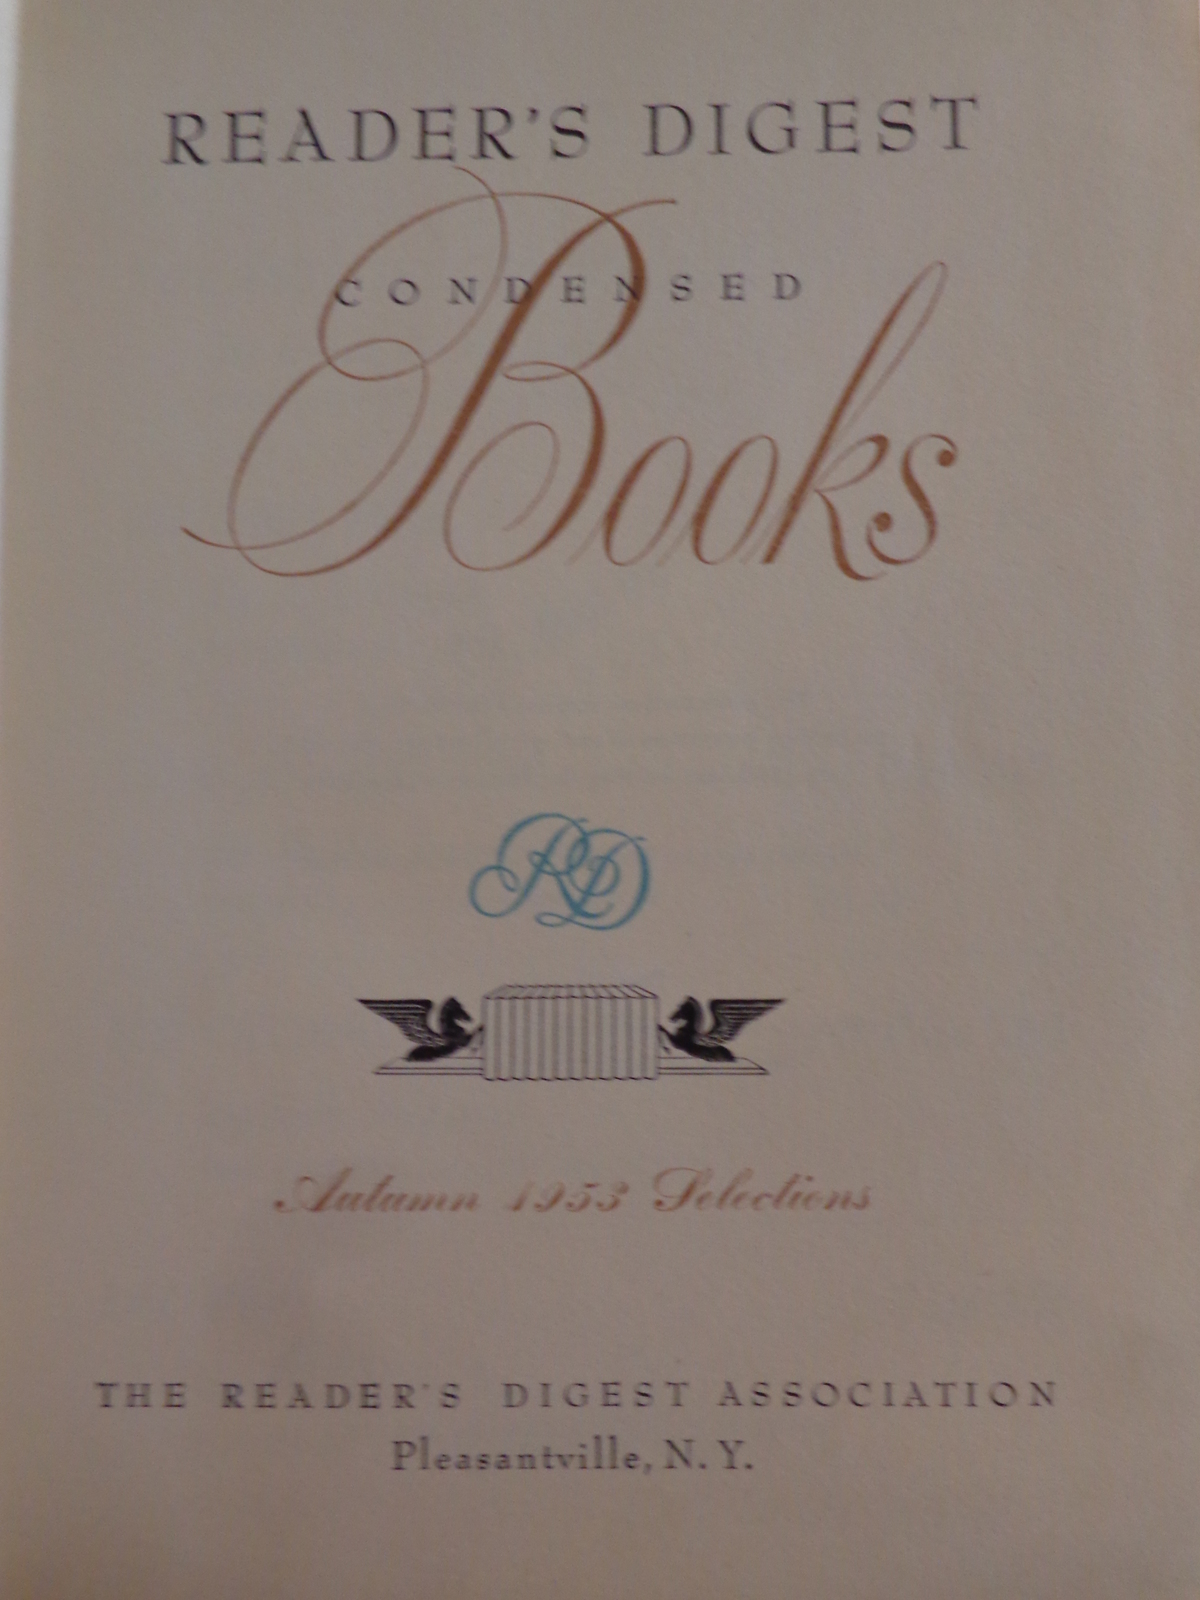 READER'S DIGEST
CONDENSED
Books
RD
Autumn 1953 Selections
THE READER'S DIGEST ASSOCIATION
Pleasantville, N. Y.